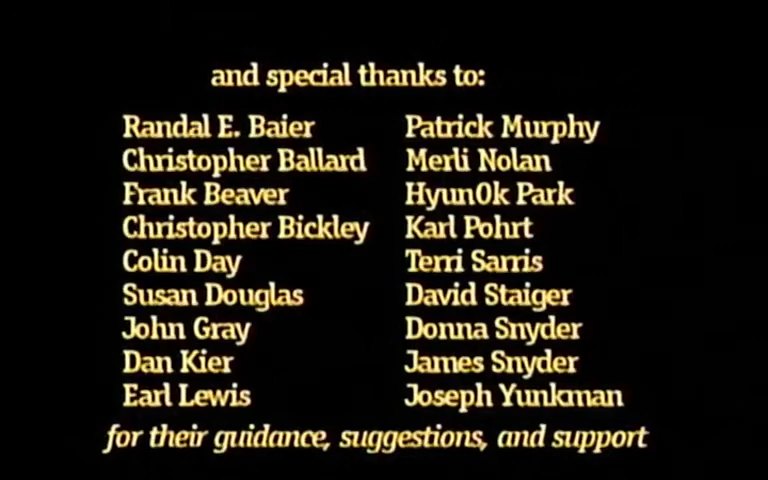 and special thanks to:
Randal E. Baier
Christopher Ballard
Frank Beaver
Christopher Bickley
Colin Day
Susan Douglas
John Gray
Dan Kier
Earl Lewis
Patrick Murphy
Merli Nolan
HyunOk Park
Karl Pohrt
Terri Sarris
David Staiger
Donna Snyder
James Snyder
Joseph Yunkman
for their guidance, suggestions, and support